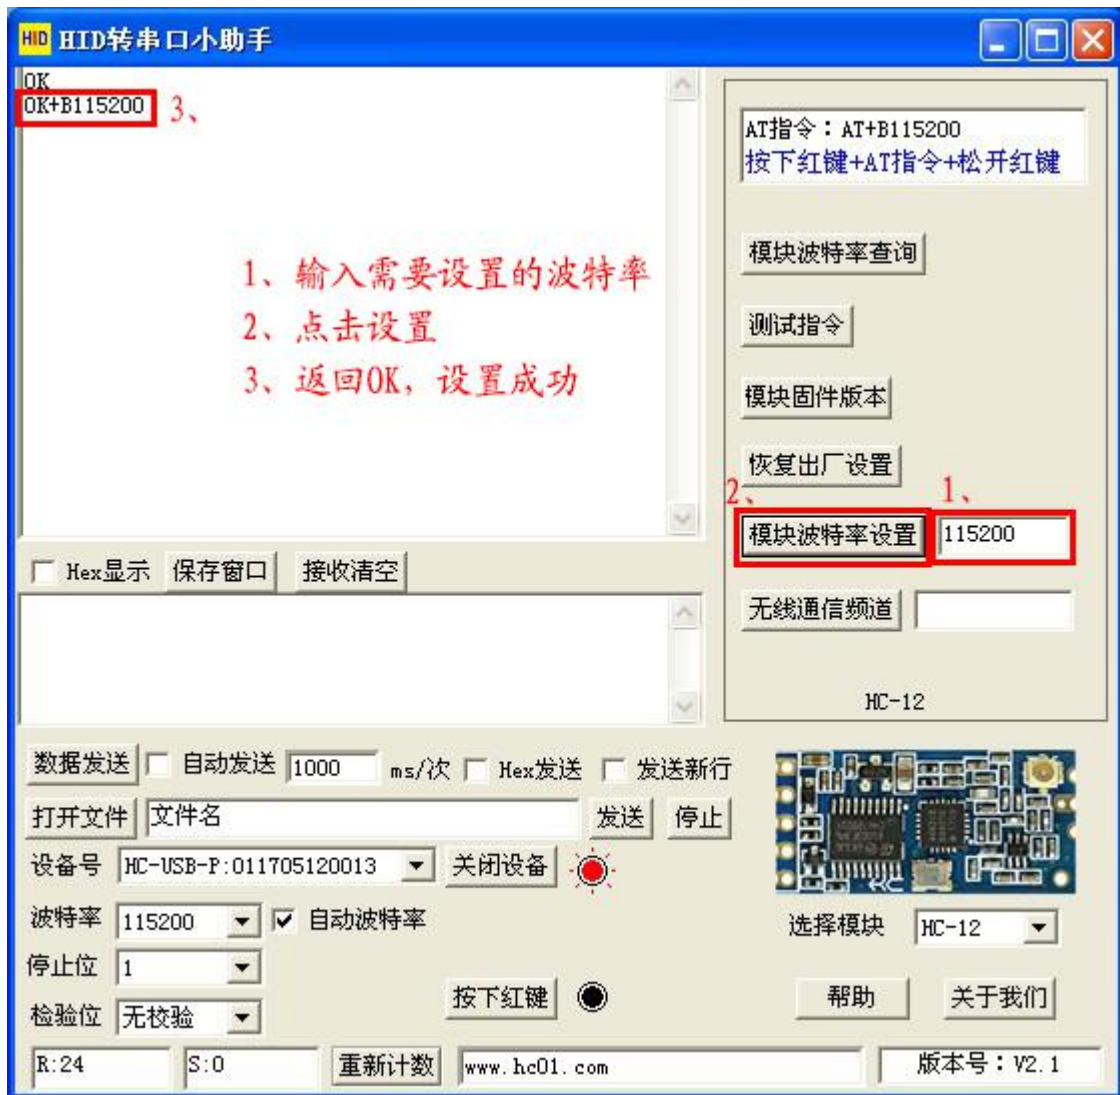 HID HID转串口小助手
OK
OK+B115200 3、
1、输入需要设置的波特率
2、点击设置
3、返回OK，设置成功
AT指令：AT+B115200
按下红键+AT指令+松开红键
模块波特率查询
测试指令
模块固件版本
恢复出厂设置
2、 1、
模块波特率设置 115200
无线通信频道
HC-12
Hex显示 保存窗口 接收清空
数据发送 自动发送 1000 ms/次 Hex发送 发送新行
打开文件 文件名 发送 停止
设备号 HC-USB-P:011705120013 关闭设备
波特率 115200 自动波特率
停止位 1
检验位 无校验
按下红键
HC
选择模块 HC-12
帮助 关于我们
R:24 S:0 重新计数 www.hc01.com 版本号：V2.1